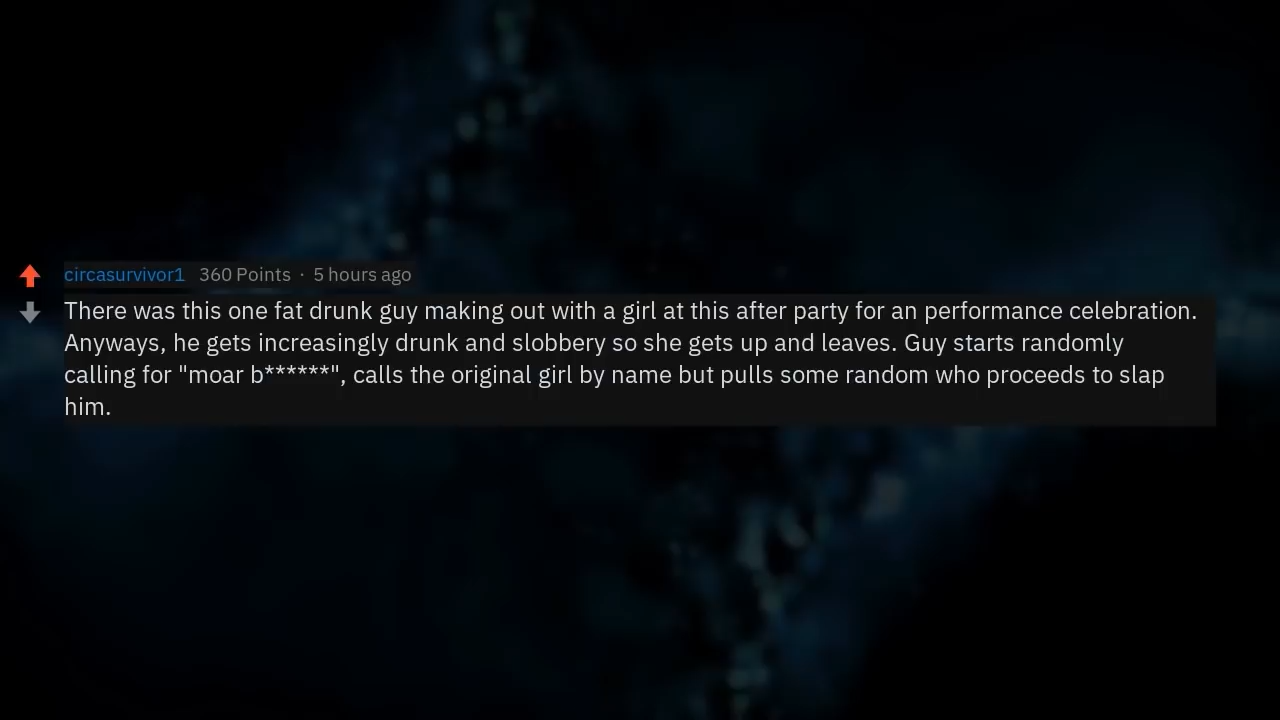 circasurvivor1 360 Points · 5 hours ago
There was this one fat drunk guy making out with a girl at this after party for an performance celebration.
Anyways, he gets increasingly drunk and slobbery so she gets up and leaves. Guy starts randomly
calling for "moar b******", calls the original girl by name but pulls some random who proceeds to slap
him.